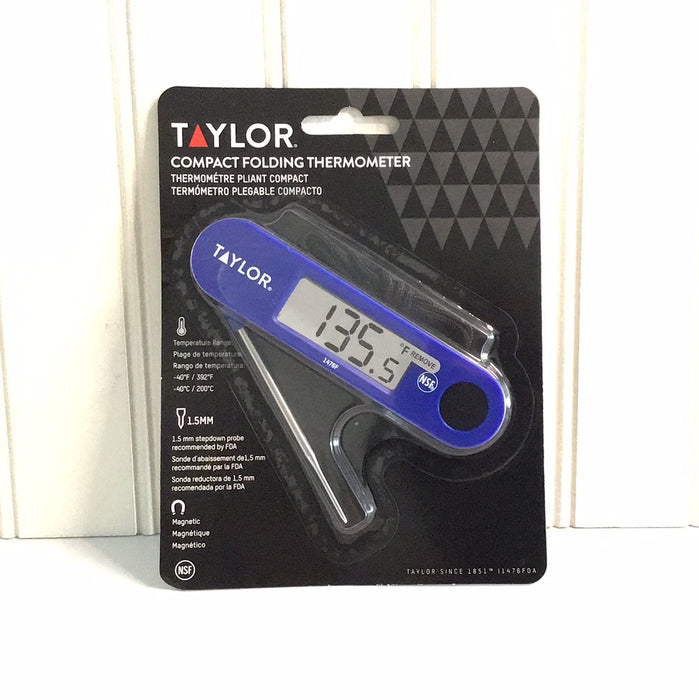 TAYLOR®
COMPACT FOLDING THERMOMETER
THERMOMÈTRE PLIANT COMPACT
TERMÓMETRO PLEGABLE COMPACTO
TAYLOR®
135.5 °F REMOVE
1476F
NSF®
Temperature Range
Plage de température
Rango de temperature
-40°F / 392°F
-40°C / 200°C
1.5MM
1.5 mm stepdown probe
recommended by FDA
Sonde d'abaissement de1,5 mm
recommandé par la FDA
Sonda reductora de 1,5 mm
recomendada por la FDA
Magnetic
Magnétique
Magnético
NSF
TAYLOR SINCE 1851™ I1476FDA